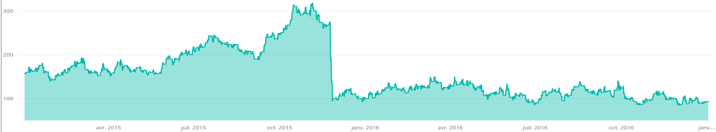 300
200
100
avr. 2015
juil. 2015
oct. 2015
janv. 2016
avr. 2016
juil. 2016
oct. 2016
janv.…